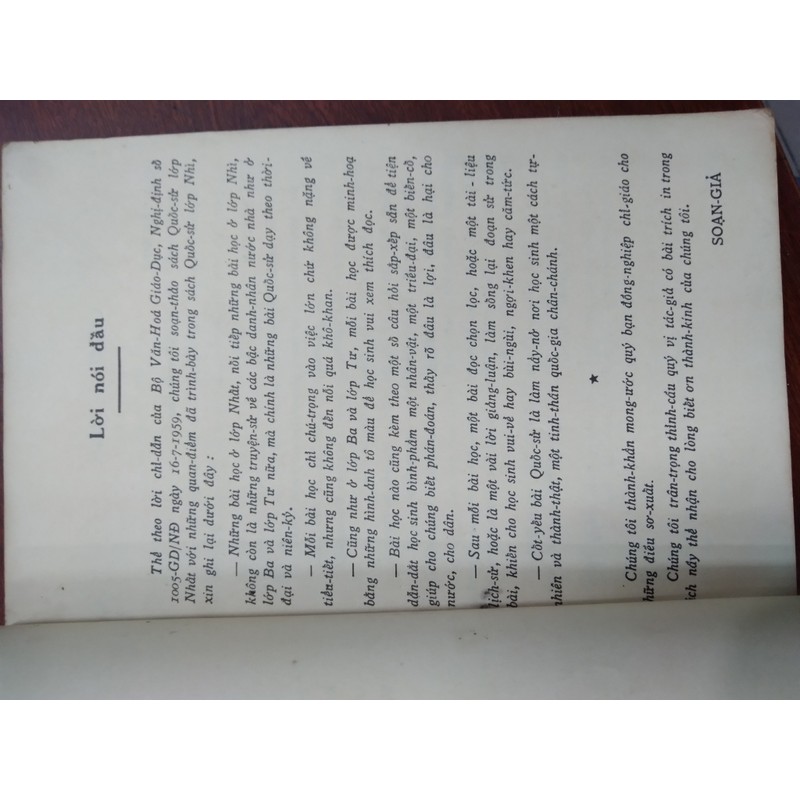 Lời nói đầu
Thể theo lời chỉ-dẫn của Bộ Văn-Hoá Giáo-Dục, Nghị-định số
1005-GD/NĐ ngày 16-7-1959, chúng tôi soạn-thảo sách Quốc-sử lớp
Nhất với những quan-điểm đã trình-bày trong sách Quốc-sử lớp Nhì,
xin ghi lại dưới đây :
— Những bài học ở lớp Nhất, nối tiếp những bài học ở lớp Nhì,
không còn là những truyện-sử về các bậc danh-nhân nước nhà như ở
lớp Ba và lớp Tư nữa, mà chính là những bài Quốc-sử dạy theo thời-
đại và niên-kỷ.
— Mỗi bài học chỉ chú-trọng vào việc lớn chứ không nặng về
tiểu-tiết, nhưng cũng không đến nỗi quá khô-khan.
— Cũng như ở lớp Ba và lớp Tư, mỗi bài học được minh-hoạ
bằng những hình-ảnh tô màu để học sinh vui xem thích đọc.
— Bài học nào cũng kèm theo một số câu hỏi sắp-xếp sẵn để tiện
dẫn-dắt học sinh bình-phẩm một nhân-vật, một triều-đại, một biến-cố,
giúp cho chúng biết phán-đoán, thấy rõ đâu là lợi, đâu là hại cho
nước, cho dân.
— Sau mỗi bài học, một bài đọc chọn lọc, hoặc một tài - liệu
lịch-sử, hoặc là một vài lời giảng-luận, làm sống lại đoạn sử trong
bài, khiến cho học sinh vui-vẻ hay bùi-ngùi, ngợi-khen hay căm-tức.
— Cốt-yếu bài Quốc-sử là làm nảy-nở nơi học sinh một cách tự-
nhiên và thành-thật, một tinh-thần quốc-gia chân-chánh.
★
Chúng tôi thành-khẩn mong-ước quý bạn đồng-nghiệp chỉ-giáo cho
hững điều sơ-xuất.
Chúng tôi trân-trọng thỉnh-cầu quý vị tác-giả có bài trích in trong
ích nầy thể nhận cho lòng biết ơn thành-kính của chúng tôi.
SOẠN-GIẢ